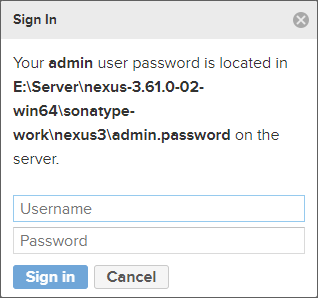 Sign In
Your admin user password is located in
E:\Server\nexus-3.61.0-02-
win64\sonatype-
work\nexus3\admin.password on the
server.
Username
Password
Sign in Cancel